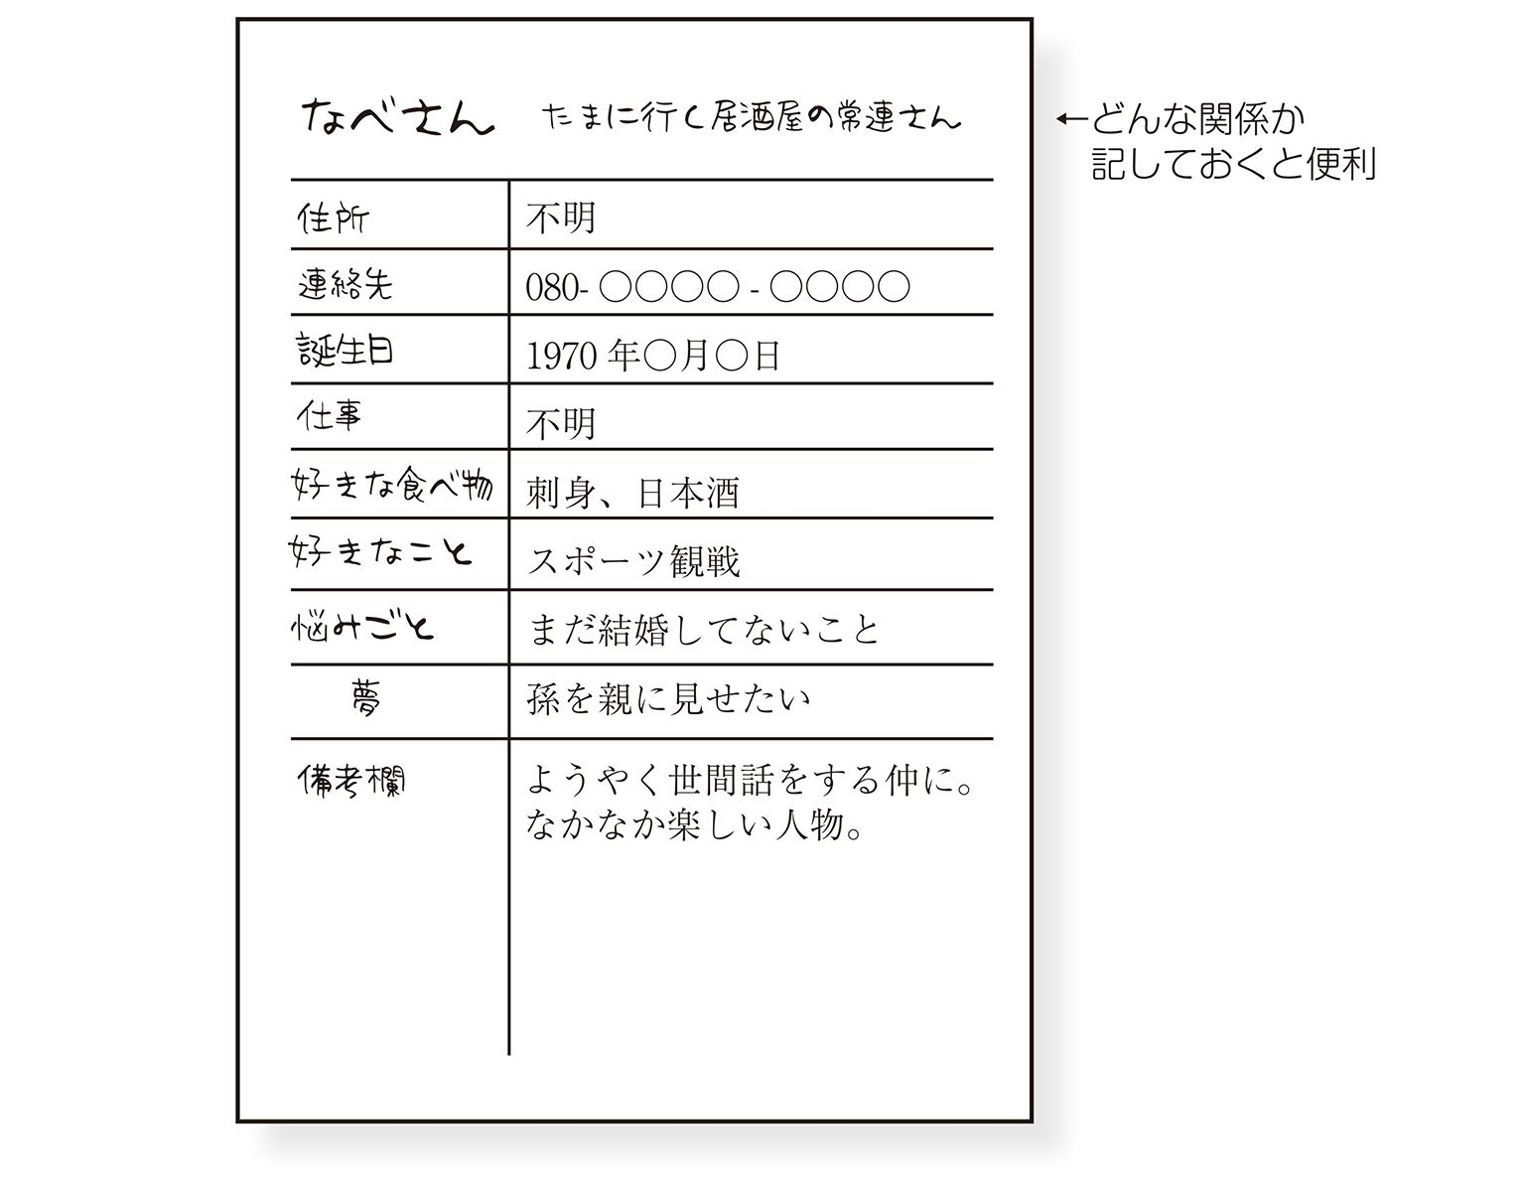 なべさん たまに行く居酒屋の常連さん
←どんな関係か
記しておくと便利
住所 不明
連絡先 080-○○○○-○○○○
誕生日 1970年○月○日
仕事 不明
好きな食べ物 刺身、日本酒
好きなこと スポーツ観戦
悩みごと まだ結婚してないこと
夢 孫を親に見せたい
備考欄 ようやく世間話をする仲に。
なかなか楽しい人物。